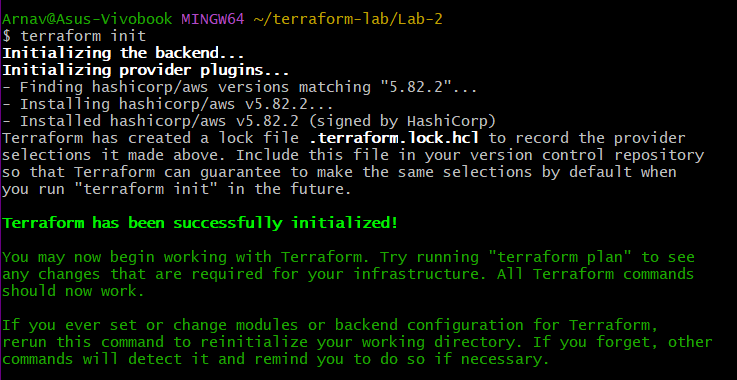 Arnav@Asus-Vivobook MINGW64 ~/terraform-lab/Lab-2
$ terraform init
Initializing the backend...
Initializing provider plugins...
- Finding hashicorp/aws versions matching "5.82.2"...
- Installing hashicorp/aws v5.82.2...
- Installed hashicorp/aws v5.82.2 (signed by HashiCorp)
Terraform has created a lock file .terraform.lock.hcl to record the provider
selections it made above. Include this file in your version control repository
so that Terraform can guarantee to make the same selections by default when
you run "terraform init" in the future.
Terraform has been successfully initialized!
You may now begin working with Terraform. Try running "terraform plan" to see
any changes that are required for your infrastructure. All Terraform commands
should now work.
If you ever set or change modules or backend configuration for Terraform,
rerun this command to reinitialize your working directory. If you forget, other
commands will detect it and remind you to do so if necessary.